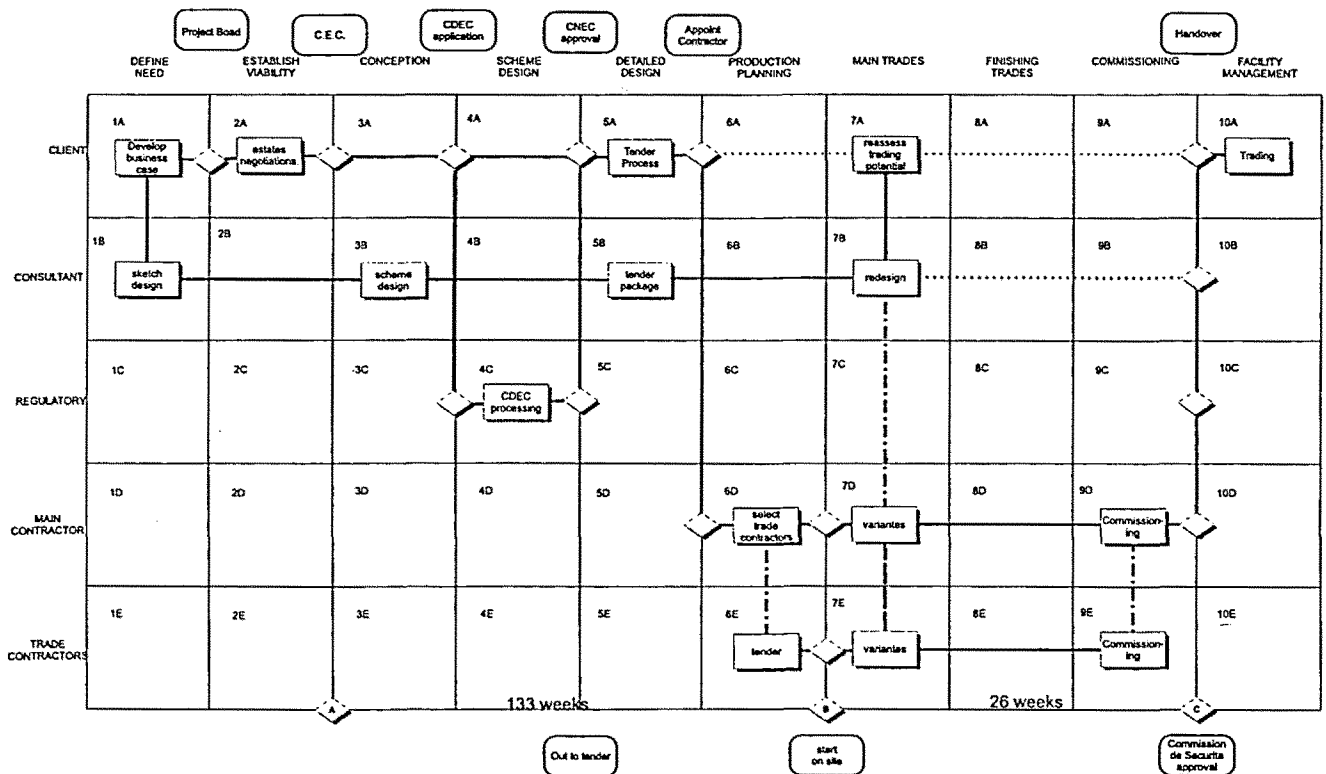 Project Boad
C.E.C.
CDEC
application
CNEC
approval
Appoint
Contractor
Handover
DEFINE
NEED
ESTABLISH
VIABILITY
CONCEPTION
SCHEME
DESIGN
DETAILED
DESIGN
PRODUCTION
PLANNING
MAIN TRADES
FINISHING
TRADES
COMMISSIONING
FACILITY
MANAGEMENT
CLIENT
1A
Develop
business
case
2A
estates
negotiations
3A
4A
5A
Tender
Process
6A
7A
reassess
trading
potential
8A
9A
10A
Trading
CONSULTANT
1B
sketch
design
2B
3B
scheme
design
4B
5B
tender
package
6B
7B
redesign
8B
9B
10B
REGULATORY
1C
2C
3C
4C
CDEC
processing
5C
6C
7C
8C
9C
10C
MAIN
CONTRACTOR
1D
2D
3D
4D
5D
6D
select
trade
contractors
7D
variantes
8D
9D
Commission-
ing
10D
TRADE
CONTRACTORS
1E
2E
3E
4E
5E
6E
tender
7E
variantes
8E
9E
Commission-
ing
10E
A
133 weeks
B
26 weeks
C
Out to tender
start
on site
Commission
de Securita
approval